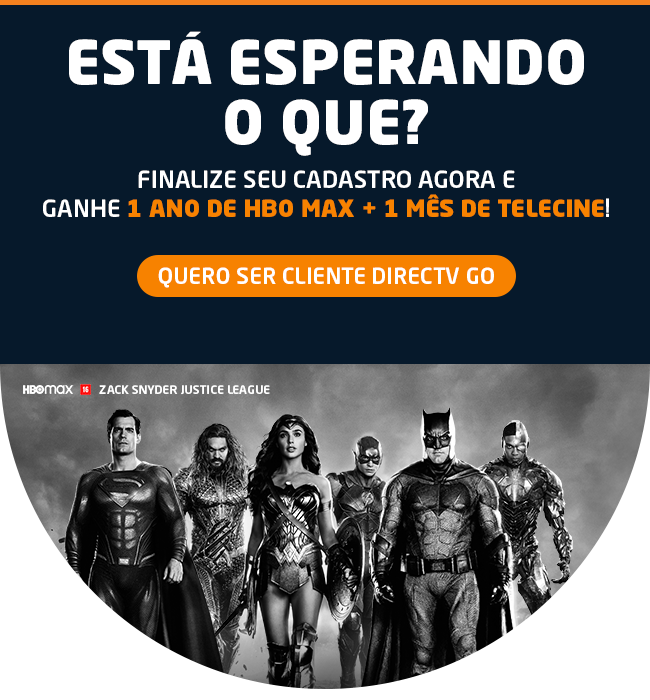 ESTÁ ESPERANDO
O QUE?
FINALIZE SEU CADASTRO AGORA E
GANHE 1 ANO DE HBO MAX + 1 MÊS DE TELECINE!
QUERO SER CLIENTE DIRECTV GO
HBOmax 16 ZACK SNYDER JUSTICE LEAGUE